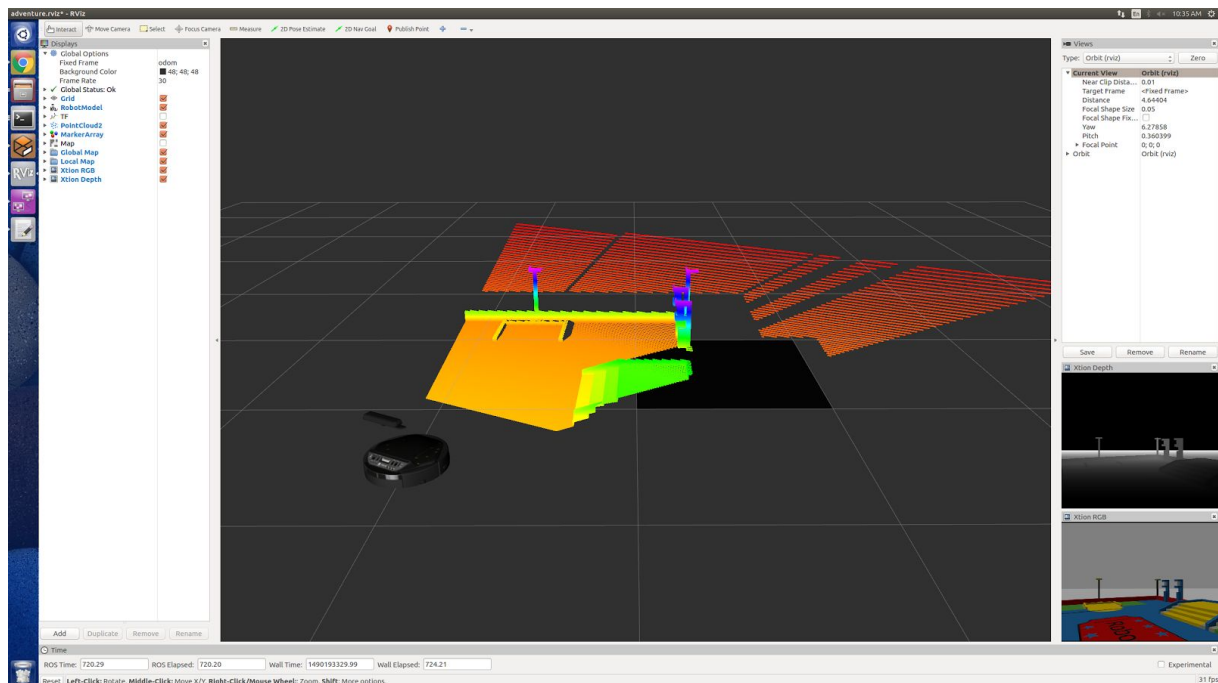 adventure.rviz* - RViz
En
10:35 AM
Interact Move Camera Select Focus Camera Measure 2D Pose Estimate 2D Nav Goal Publish Point
Displays
Global Options
Fixed Frame odom
Background Color 48; 48; 48
Frame Rate 30
Global Status: Ok
Grid
RobotModel
TF
PointCloud2
MarkerArray
Map
Global Map
Local Map
Xtion RGB
Xtion Depth
Add Duplicate Remove Rename
RViz
Views
Type: Orbit (rviz) Zero
Current View Orbit (rviz)
Near Clip Dista... 0.01
Target Frame <Fixed Frame>
Distance 4.64404
Focal Shape Size 0.05
Focal Shape Fix...
Yaw 6.27858
Pitch 0.360399
Focal Point 0; 0; 0
Orbit Orbit (rviz)
Save Remove Rename
Xtion Depth
Xtion RGB
Time
ROS Time: 720.29 ROS Elapsed: 720.20 Wall Time: 1490193329.99 Wall Elapsed: 724.21 Experimental
Reset Left-Click: Rotate. Middle-Click: Move X/Y. Right-Click/Mouse Wheel:: Zoom. Shift: More options. 31 fps